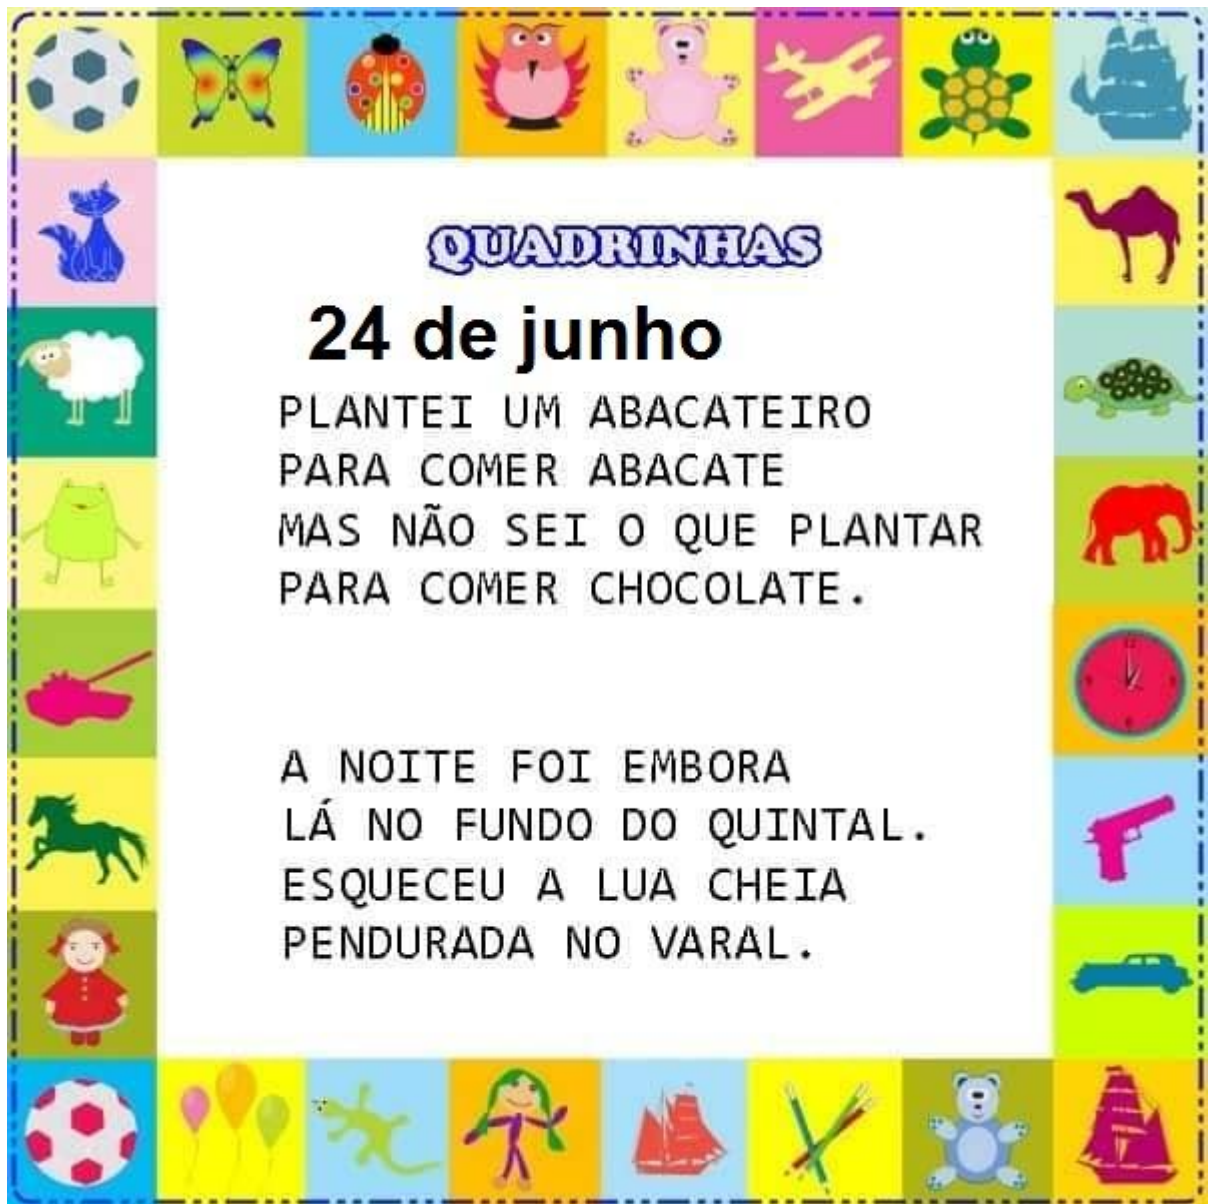 QUADRINHAS
24 de junho
PLANTEI UM ABACATEIRO
PARA COMER ABACATE
MAS NÃO SEI O QUE PLANTAR
PARA COMER CHOCOLATE.
A NOITE FOI EMBORA
LÁ NO FUNDO DO QUINTAL.
ESQUECEU A LUA CHEIA
PENDURADA NO VARAL.